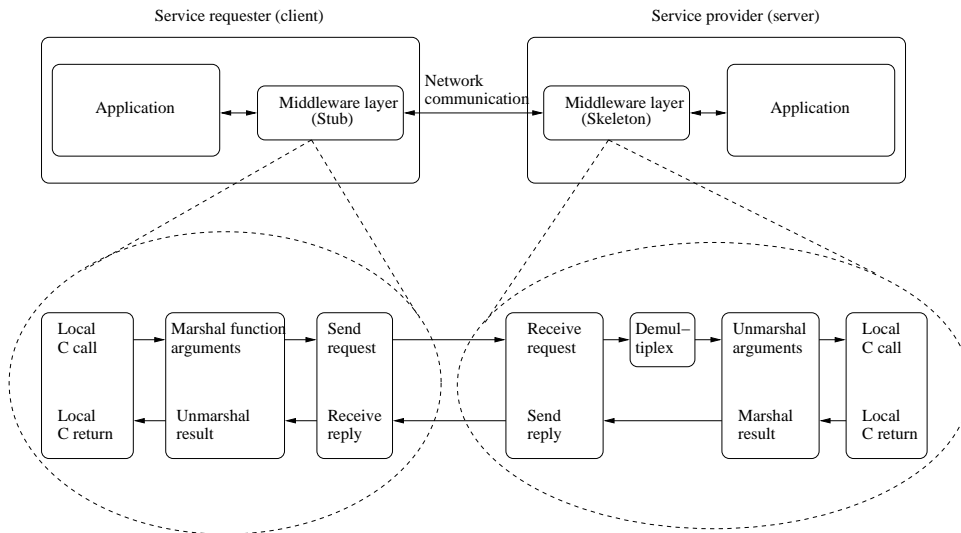 Service requester (client)
Service provider (server)
Application
Middleware layer
(Stub)
Network
communication
Middleware layer
(Skeleton)
Application
Local
C call
Marshal function
arguments
Send
request
Receive
request
Demul–
tiplex
Unmarshal
arguments
Local
C call
Local
C return
Unmarshal
result
Receive
reply
Send
reply
Marshal
result
Local
C return